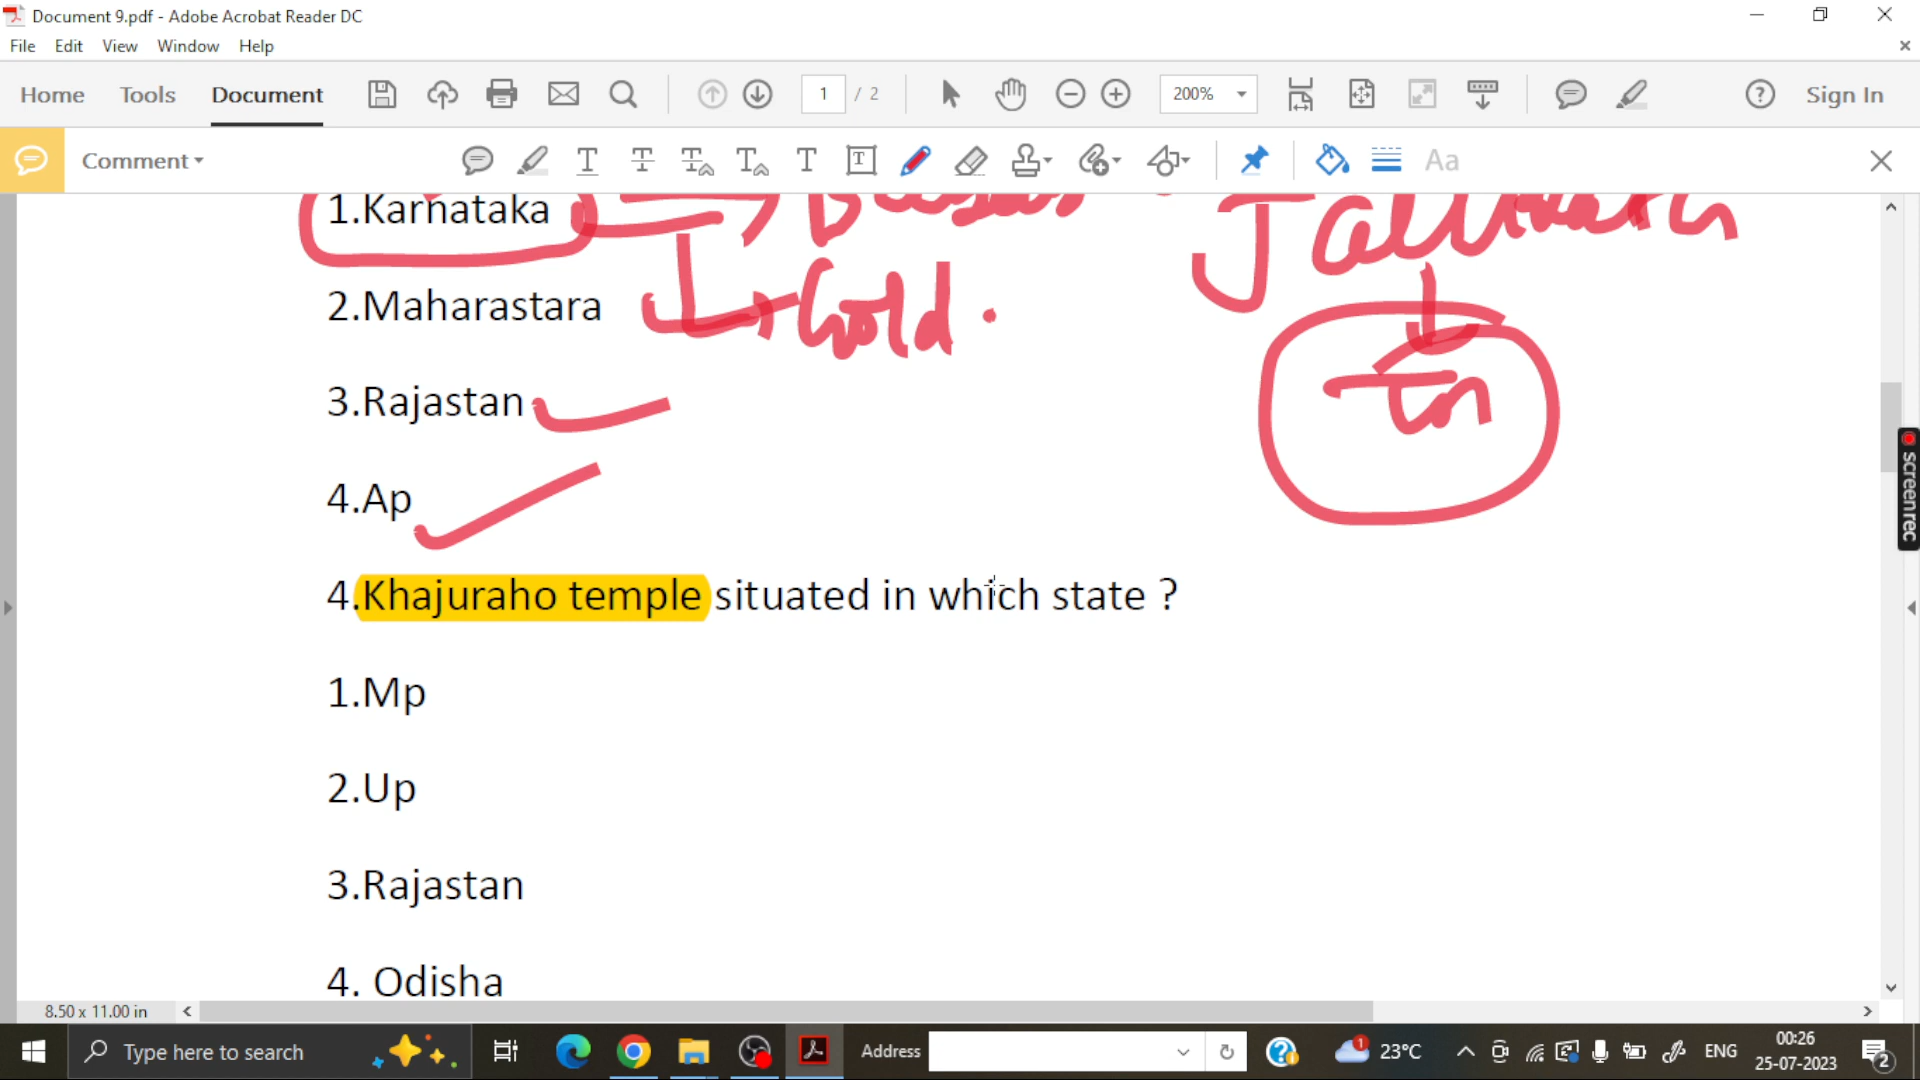 Document 9.pdf - Adobe Acrobat Reader DC
File Edit View Window Help
Home Tools Document 1 / 2 200% Sign In
Comment
1.Karnataka
2.Maharastara Gold.
3.Rajastan Tn
4.Ap
4.Khajuraho temple situated in which state ?
1.Mp
2.Up
3.Rajastan
4. Odisha
screenrec
8.50 x 11.00 in
Type here to search Address 1 23°C ENG 00:26
25-07-2023 2